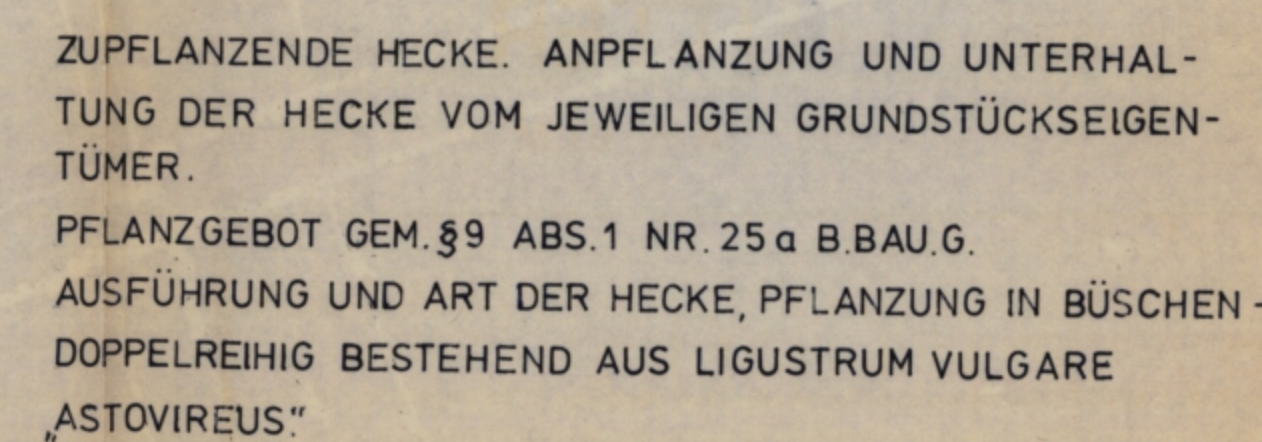 ZUPFLANZENDE HECKE. ANPFLANZUNG UND UNTERHAL-
TUNG DER HECKE VOM JEWEILIGEN GRUNDSTÜCKSEIGEN-
TÜMER.
PFLANZGEBOT GEM.§9 ABS.1 NR.25a B.BAU.G.
AUSFÜHRUNG UND ART DER HECKE, PFLANZUNG IN BÜSCHEN -
DOPPELREIHIG BESTEHEND AUS LIGUSTRUM VULGARE
„ASTOVIREUS."